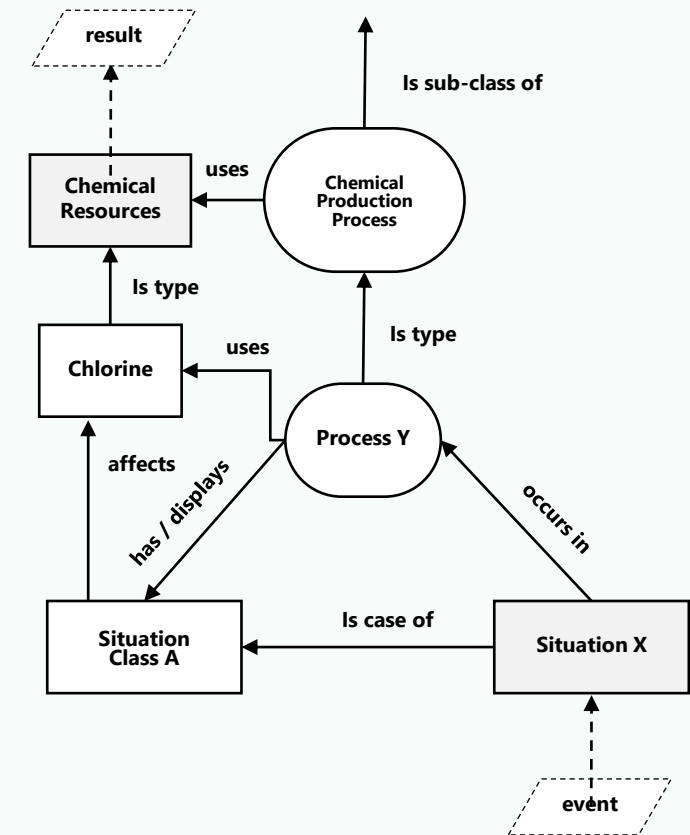 result
Is sub-class of
Chemical
Resources
uses
Chemical
Production
Process
Is type
Is type
Chlorine
uses
Process Y
affects
has / displays
occurs in
Situation
Class A
Is case of
Situation X
event